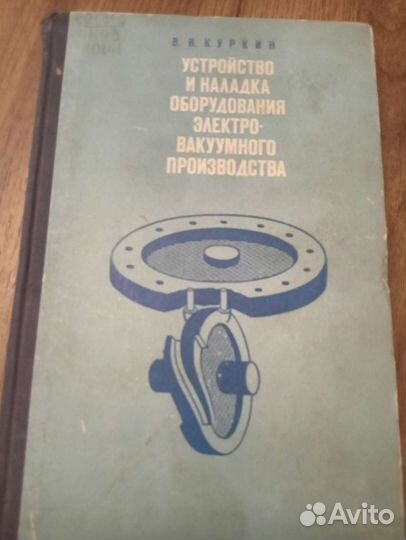 В. И. КУРКИН
УСТРОЙСТВО
И НАЛАДКА
ОБОРУДОВАНИЯ
ЭЛЕКТРО-
ВАКУУМНОГО
ПРОИЗВОДСТВА
Avito